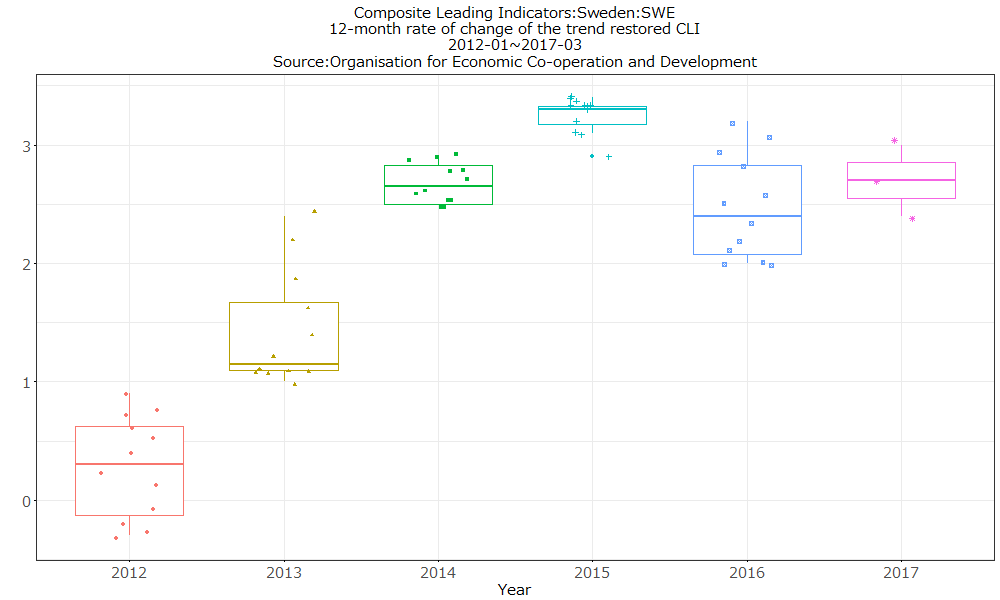 Composite Leading Indicators:Sweden:SWE
12-month rate of change of the trend restored CLI
2012-01~2017-03
Source:Organisation for Economic Co-operation and Development
3
2
1
0
2012 2013 2014 2015 2016 2017
Year